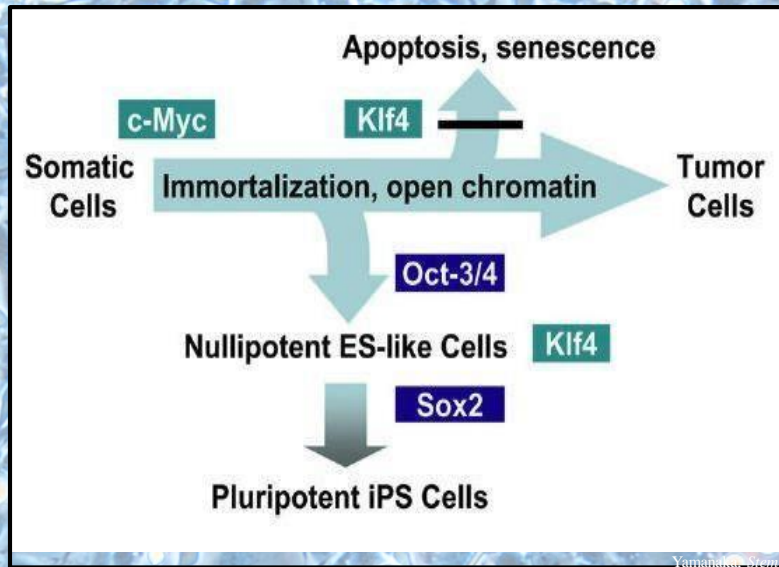 Apoptosis, senescence
c-Myc
Klf4
Somatic
Cells
Immortalization, open chromatin
Tumor
Cells
Oct-3/4
Nullipotent ES-like Cells
Klf4
Sox2
Pluripotent iPS Cells